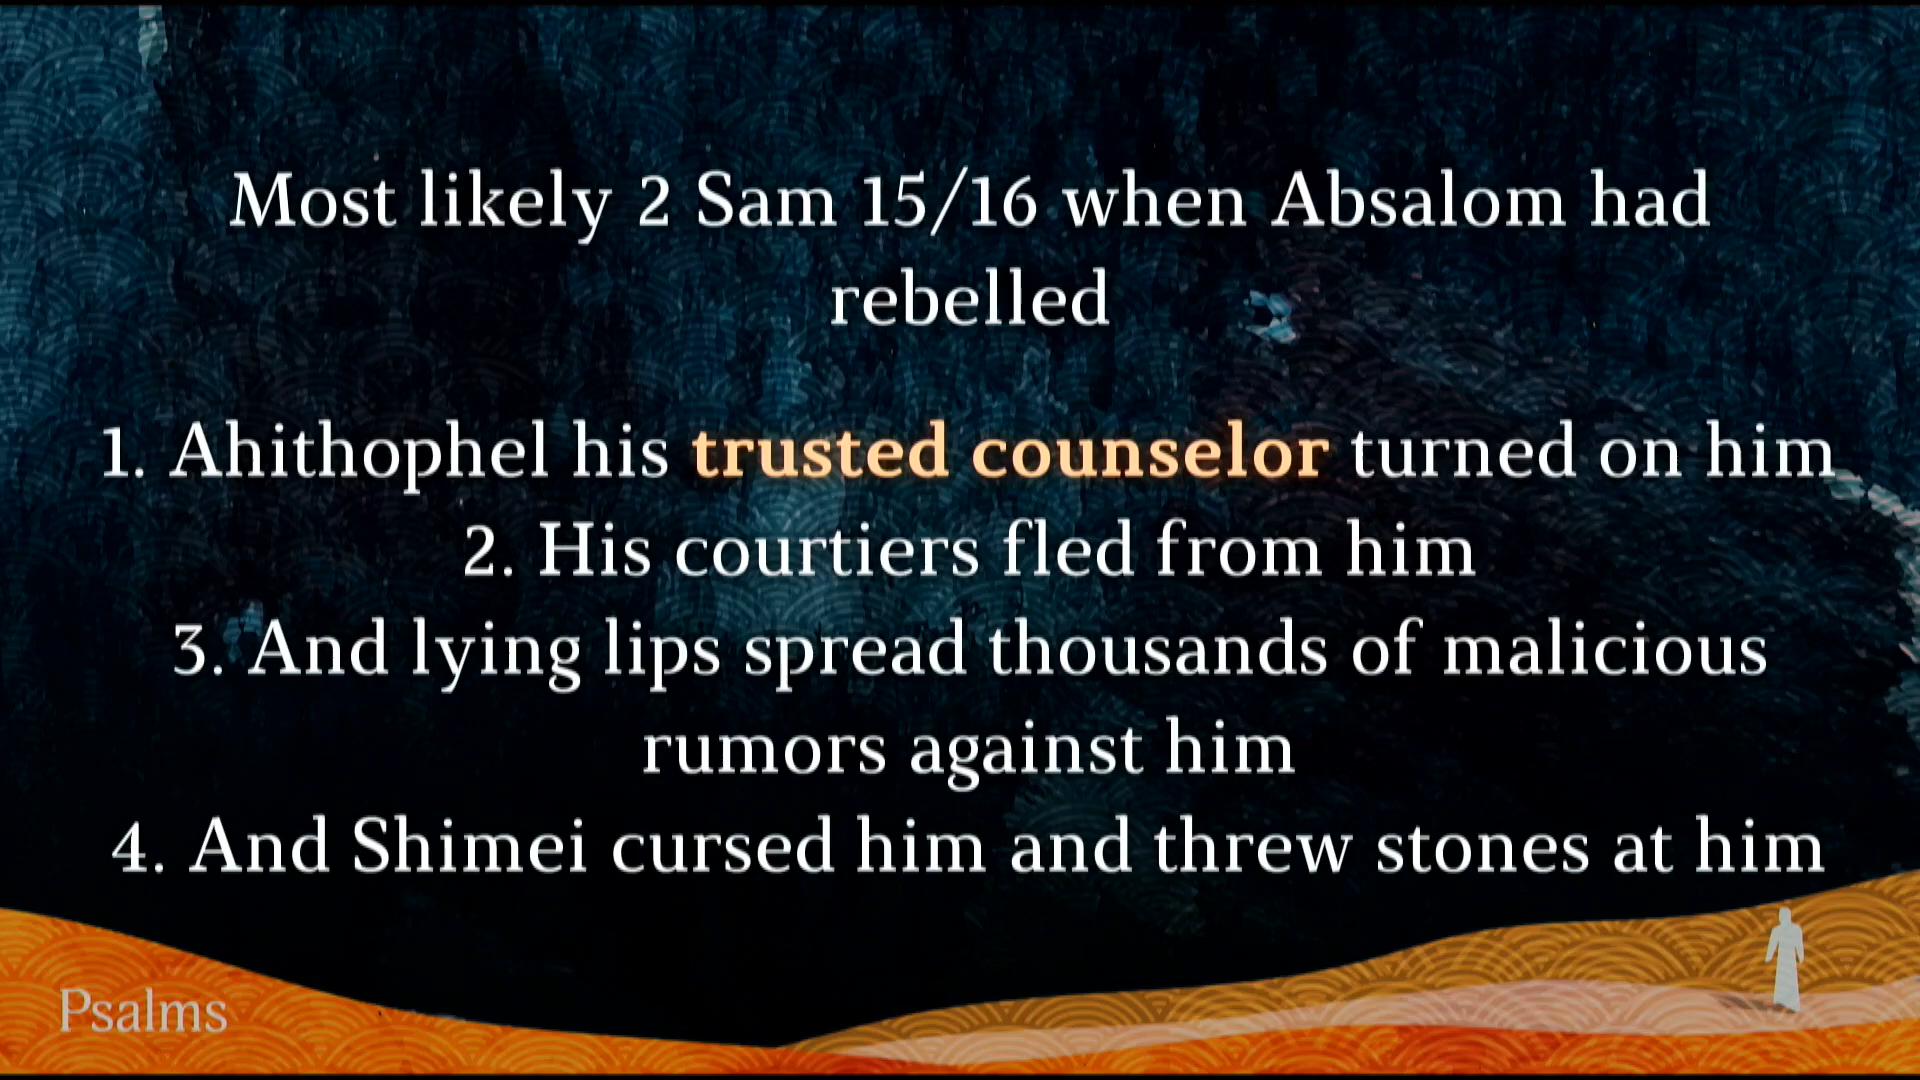 Most likely 2 Sam 15/16 when Absalom had
rebelled
1. Ahithophel his trusted counselor turned on him
2. His courtiers fled from him
3. And lying lips spread thousands of malicious
rumors against him
4. And Shimei cursed him and threw stones at him
Psalms